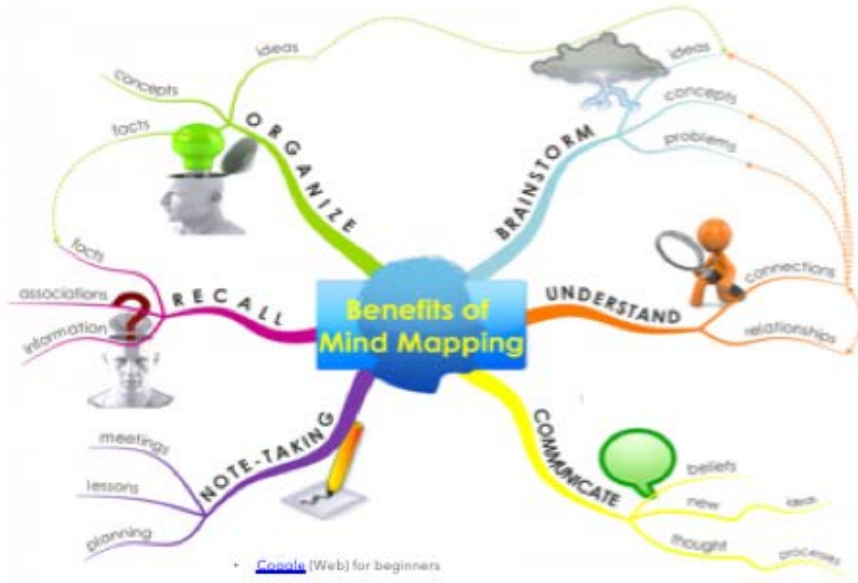 Benefits of
Mind Mapping
ORGANIZE
ideas
concepts
facts
BRAINSTORM
ideas
concepts
problems
RECALL
facts
associations
information
UNDERSTAND
connections
relationships
NOTE-TAKING
meetings
lessons
planning
COMMUNICATE
beliefs
new
ideas
thought
processes
• Coggle (Web) for beginners